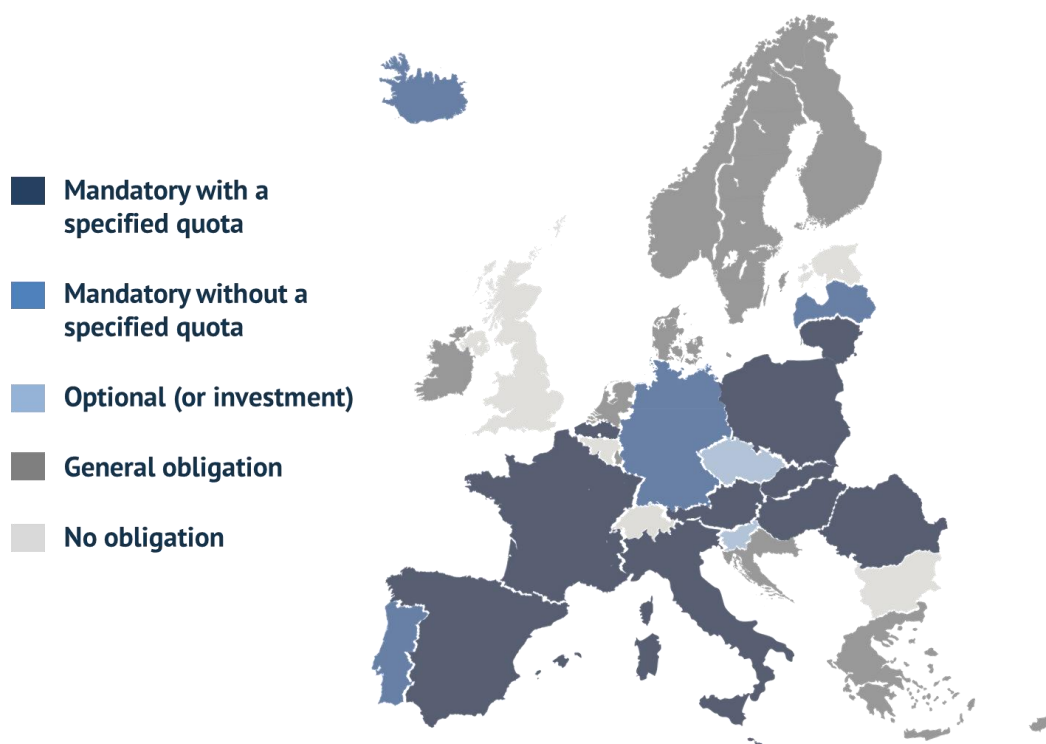 Mandatory with a
specified quota
Mandatory without a
specified quota
Optional (or investment)
General obligation
No obligation